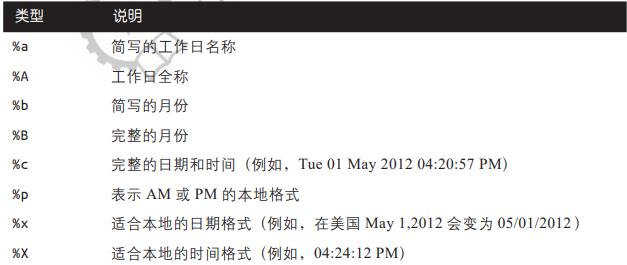 类型 说明
%a 简写的工作日名称
%A 工作日全称
%b 简写的月份
%B 完整的月份
%c 完整的日期和时间（例如，Tue 01 May 2012 04:20:57 PM）
%p 表示 AM 或 PM 的本地格式
%x 适合本地的日期格式（例如，在美国 May 1,2012 会变为 05/01/2012）
%X 适合本地的时间格式（例如，04:24:12 PM）